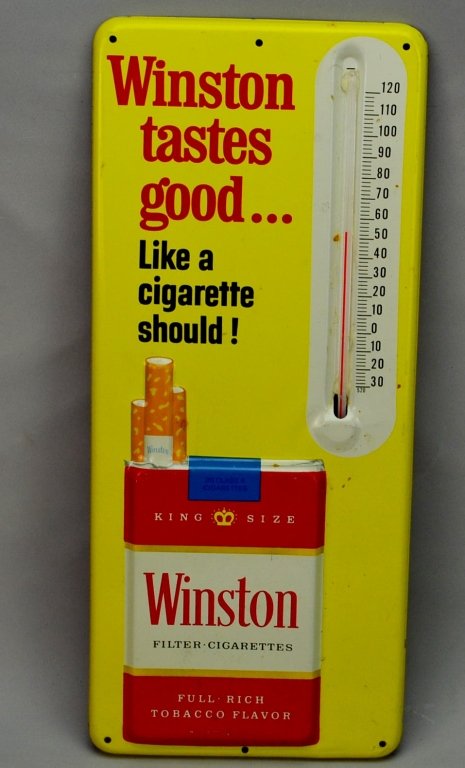 Winston
tastes
good...
Like a
cigarette
should!
120
110
100
90
80
70
60
50
40
30
20
10
0
10
20
30
Winston
KING SIZE
Winston
FILTER·CIGARETTES
FULL·RICH
TOBACCO FLAVOR